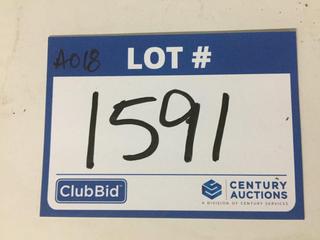 A018 LOT #
1591
ClubBid
CENTURY
AUCTIONS
A DIVISION OF CENTURY SERVICES